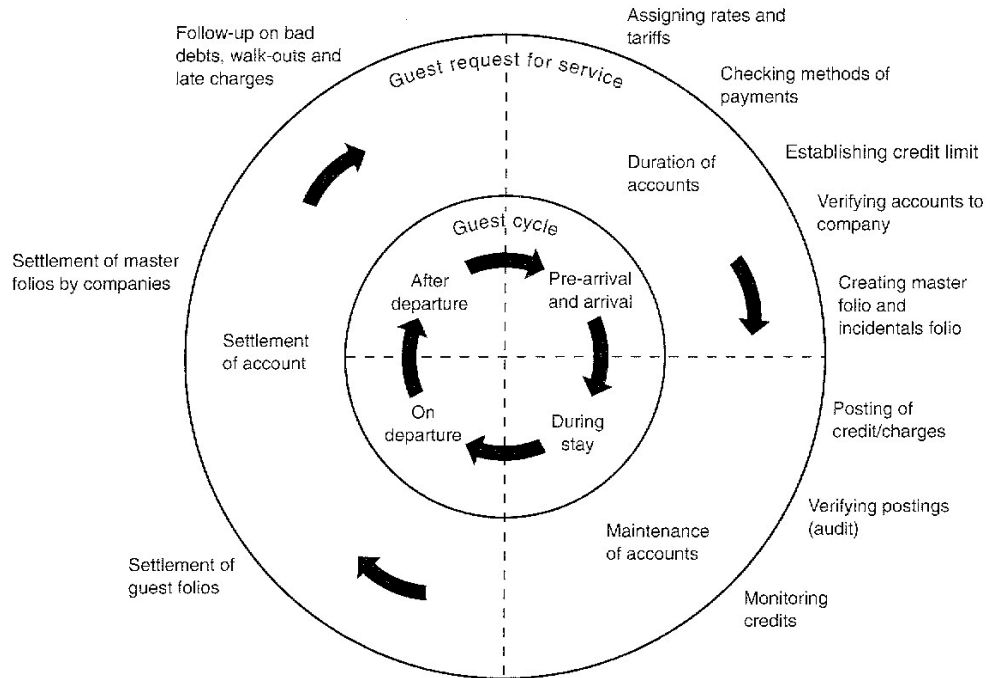 Assigning rates and
tariffs
Follow-up on bad
debts, walk-outs and
late charges
Guest request for service
Checking methods of
payments
Establishing credit limit
Duration of
accounts
Verifying accounts to
company
Guest cycle
Settlement of master
folios by companies
After
departure
Pre-arrival
and arrival
Creating master
folio and
incidentals folio
Settlement
of account
On
departure
During
stay
Posting of
credit/charges
Verifying postings
(audit)
Maintenance
of accounts
Settlement of
guest folios
Monitoring
credits